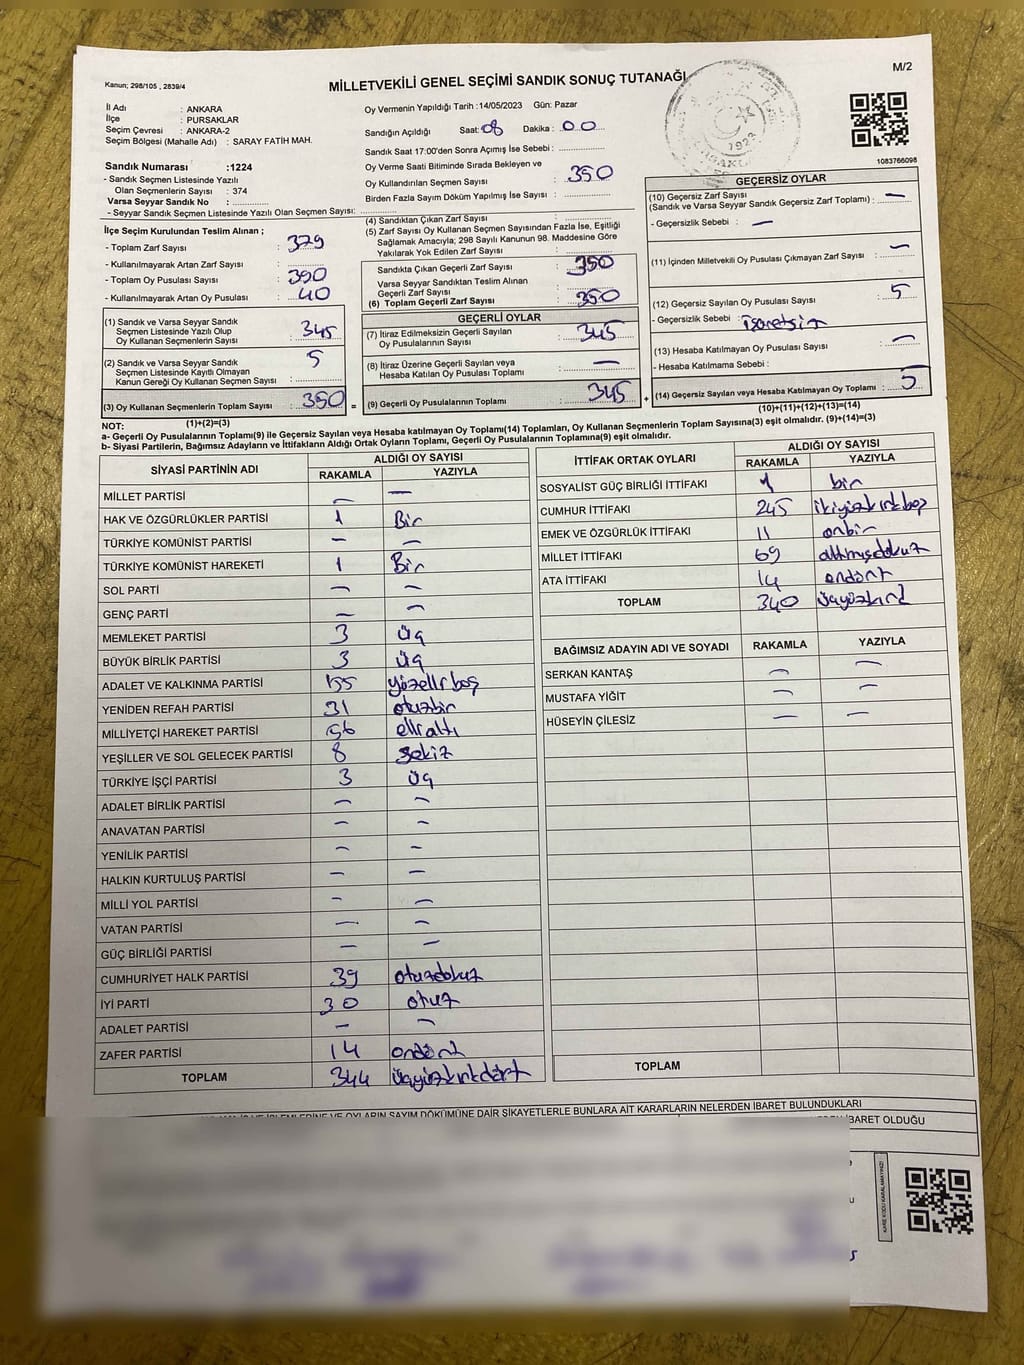 Kanun; 298/105 , 2839/4
MİLLETVEKİLİ GENEL SEÇİMİ SANDIK SONUÇ TUTANAĞI
M/2
İl Adı : ANKARA
İlçe : PURSAKLAR
Seçim Çevresi : ANKARA-2
Seçim Bölgesi (Mahalle Adı) : SARAY FATİH MAH.
Sandık Numarası :1224
- Sandık Seçmen Listesinde Yazılı
Olan Seçmenlerin Sayısı : 374
Varsa Seyyar Sandık No :
- Seyyar Sandık Seçmen Listesinde Yazılı Olan Seçmen Sayısı:
Oy Vermenin Yapıldığı Tarih :14/05/2023 Gün: Pazar
Sandığın Açıldığı Saat: 08 Dakika : 00
Sandık Saat 17:00'den Sonra Açımış İse Sebebi :
Oy Verme Saati Bitiminde Sırada Bekleyen ve
Oy Kullandırılan Seçmen Sayısı : 350
Birden Fazla Sayım Döküm Yapılmış İse Sayısı :
1923
1083766098
İlçe Seçim Kurulundan Teslim Alınan ;
- Toplam Zarf Sayısı : 379
- Kullanılmayarak Artan Zarf Sayısı :
- Toplam Oy Pusulası Sayısı : 390
- Kullanılmayarak Artan Oy Pusulası : 40
(1) Sandık ve Varsa Seyyar Sandık
Seçmen Listesinde Yazılı Olup
Oy Kullanan Seçmenlerin Sayısı : 345
(2) Sandık ve Varsa Seyyar Sandık
Seçmen Listesinde Kayıtlı Olmayan
Kanun Gereği Oy Kullanan Seçmen Sayısı : 5
(3) Oy Kullanan Seçmenlerin Toplam Sayısı : 350 =
(1)+(2)=(3)
(4) Sandıktan Çıkan Zarf Sayısı :
(5) Zarf Sayısı Oy Kullanan Seçmen Sayısından Fazla İse, Eşitliği
Sağlamak Amacıyla; 298 Sayılı Kanunun 98. Maddesine Göre
Yakılarak Yok Edilen Zarf Sayısı :
Sandıkta Çıkan Geçerli Zarf Sayısı : 350
Varsa Seyyar Sandıktan Teslim Alınan
Geçerli Zarf Sayısı :
(6) Toplam Geçerli Zarf Sayısı : 350
GEÇERLİ OYLAR
(7) İtiraz Edilmeksizin Geçerli Sayılan
Oy Pusulalarının Sayısı : 345
(8) İtiraz Üzerine Geçerli Sayılan veya
Hesaba Katılan Oy Pusulası Toplamı : —
(9) Geçerli Oy Pusulalarının Toplamı : 345 +
GEÇERSİZ OYLAR
(10) Geçersiz Zarf Sayısı
(Sandık ve Varsa Seyyar Sandık Geçersiz Zarf Toplamı) : —
- Geçersizlik Sebebi : —
(11) İçinden Milletvekili Oy Pusulası Çıkmayan Zarf Sayısı : —
(12) Geçersiz Sayılan Oy Pusulası Sayısı : 5
- Geçersizlik Sebebi : işaretsiz
(13) Hesaba Katılmayan Oy Pusulası Sayısı : —
- Hesaba Katılmama Sebebi : —
(14) Geçersiz Sayılan veya Hesaba Katılmayan Oy Toplamı : 5
(10)+(11)+(12)+(13)=(14)
NOT:
a- Geçerli Oy Pusulalarının Toplamı(9) ile Geçersiz Sayılan veya Hesaba Katılmayan Oy Toplamı(14) Toplamları, Oy Kullanan Seçmenlerin Toplam Sayısına(3) eşit olmalıdır. (9)+(14)=(3)
b- Siyasi Partilerin, Bağımsız Adayların ve İttifakların Aldığı Ortak Oyların Toplamı, Geçerli Oy Pusulalarının Toplamına(9) eşit olmalıdır.
SİYASİ PARTİNİN ADI ALDIĞI OY SAYISI
RAKAMLA YAZIYLA
MİLLET PARTİSİ — —
HAK VE ÖZGÜRLÜKLER PARTİSİ 1 Bir
TÜRKİYE KOMÜNİST PARTİSİ — —
TÜRKİYE KOMÜNİST HAREKETİ 1 Bir
SOL PARTİ — —
GENÇ PARTİ — —
MEMLEKET PARTİSİ 3 üç
BÜYÜK BİRLİK PARTİSİ 3 üç
ADALET VE KALKINMA PARTİSİ 155 yüzellibeş
YENİDEN REFAH PARTİSİ 31 otuzbir
MİLLİYETÇİ HAREKET PARTİSİ 56 elli altı
YEŞİLLER VE SOL GELECEK PARTİSİ 8 sekiz
TÜRKİYE İŞÇİ PARTİSİ 3 üç
ADALET BİRLİK PARTİSİ — —
ANAVATAN PARTİSİ — —
YENİLİK PARTİSİ — —
HALKIN KURTULUŞ PARTİSİ — —
MİLLİ YOL PARTİSİ — —
VATAN PARTİSİ — —
GÜÇ BİRLİĞİ PARTİSİ — —
CUMHURİYET HALK PARTİSİ 39 otuzdokuz
İYİ PARTİ 30 otuz
ADALET PARTİSİ — —
ZAFER PARTİSİ 14 ondört
TOPLAM 344 üçyüzkırkdört
İTTİFAK ORTAK OYLARI ALDIĞI OY SAYISI
RAKAMLA YAZIYLA
SOSYALİST GÜÇ BİRLİĞİ İTTİFAKI 1 bir
CUMHUR İTTİFAKI 245 ikiyüzkırkbeş
EMEK VE ÖZGÜRLÜK İTTİFAKI 11 onbir
MİLLET İTTİFAKI 69 altmışdokuz
ATA İTTİFAKI 14 ondört
TOPLAM 340 üçyüzkırk
BAĞIMSIZ ADAYIN ADI VE SOYADI RAKAMLA YAZIYLA
SERKAN KANTAŞ — —
MUSTAFA YİĞİT — —
HÜSEYİN ÇİLESİZ — —
TOPLAM
İŞLEMLERİNE VE OYLARIN SAYIM DÖKÜMÜNE DAİR ŞİKAYETLERLE BUNLARA AİT KARARLARIN NELERDEN İBARET BULUNDUKLARI
İBARET OLDUĞU
KARE KODU KARALAMAYINIZ!